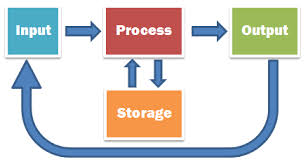 Input
Process
Output
Storage